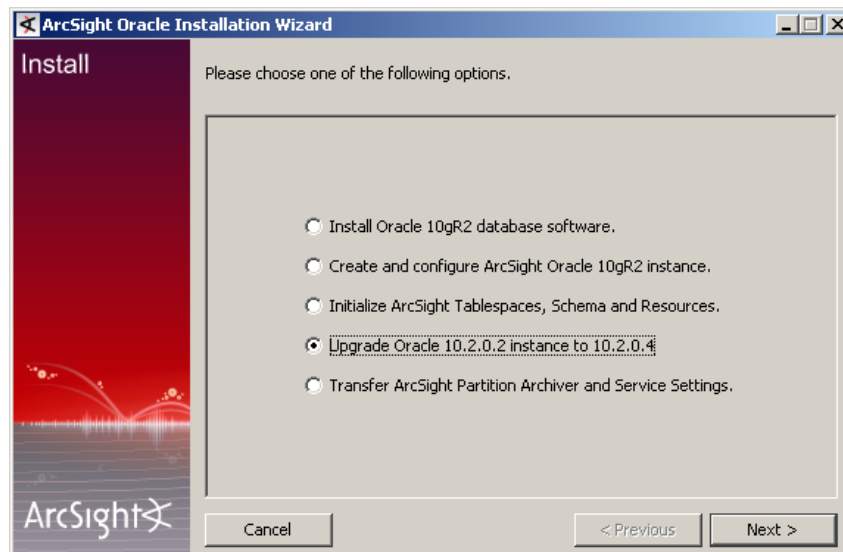 ArcSight Oracle Installation Wizard
Install
Please choose one of the following options.
Install Oracle 10gR2 database software.
Create and configure ArcSight Oracle 10gR2 instance.
Initialize ArcSight Tablespaces, Schema and Resources.
Upgrade Oracle 10.2.0.2 instance to 10.2.0.4
Transfer ArcSight Partition Archiver and Service Settings.
ArcSight
Cancel
< Previous
Next >